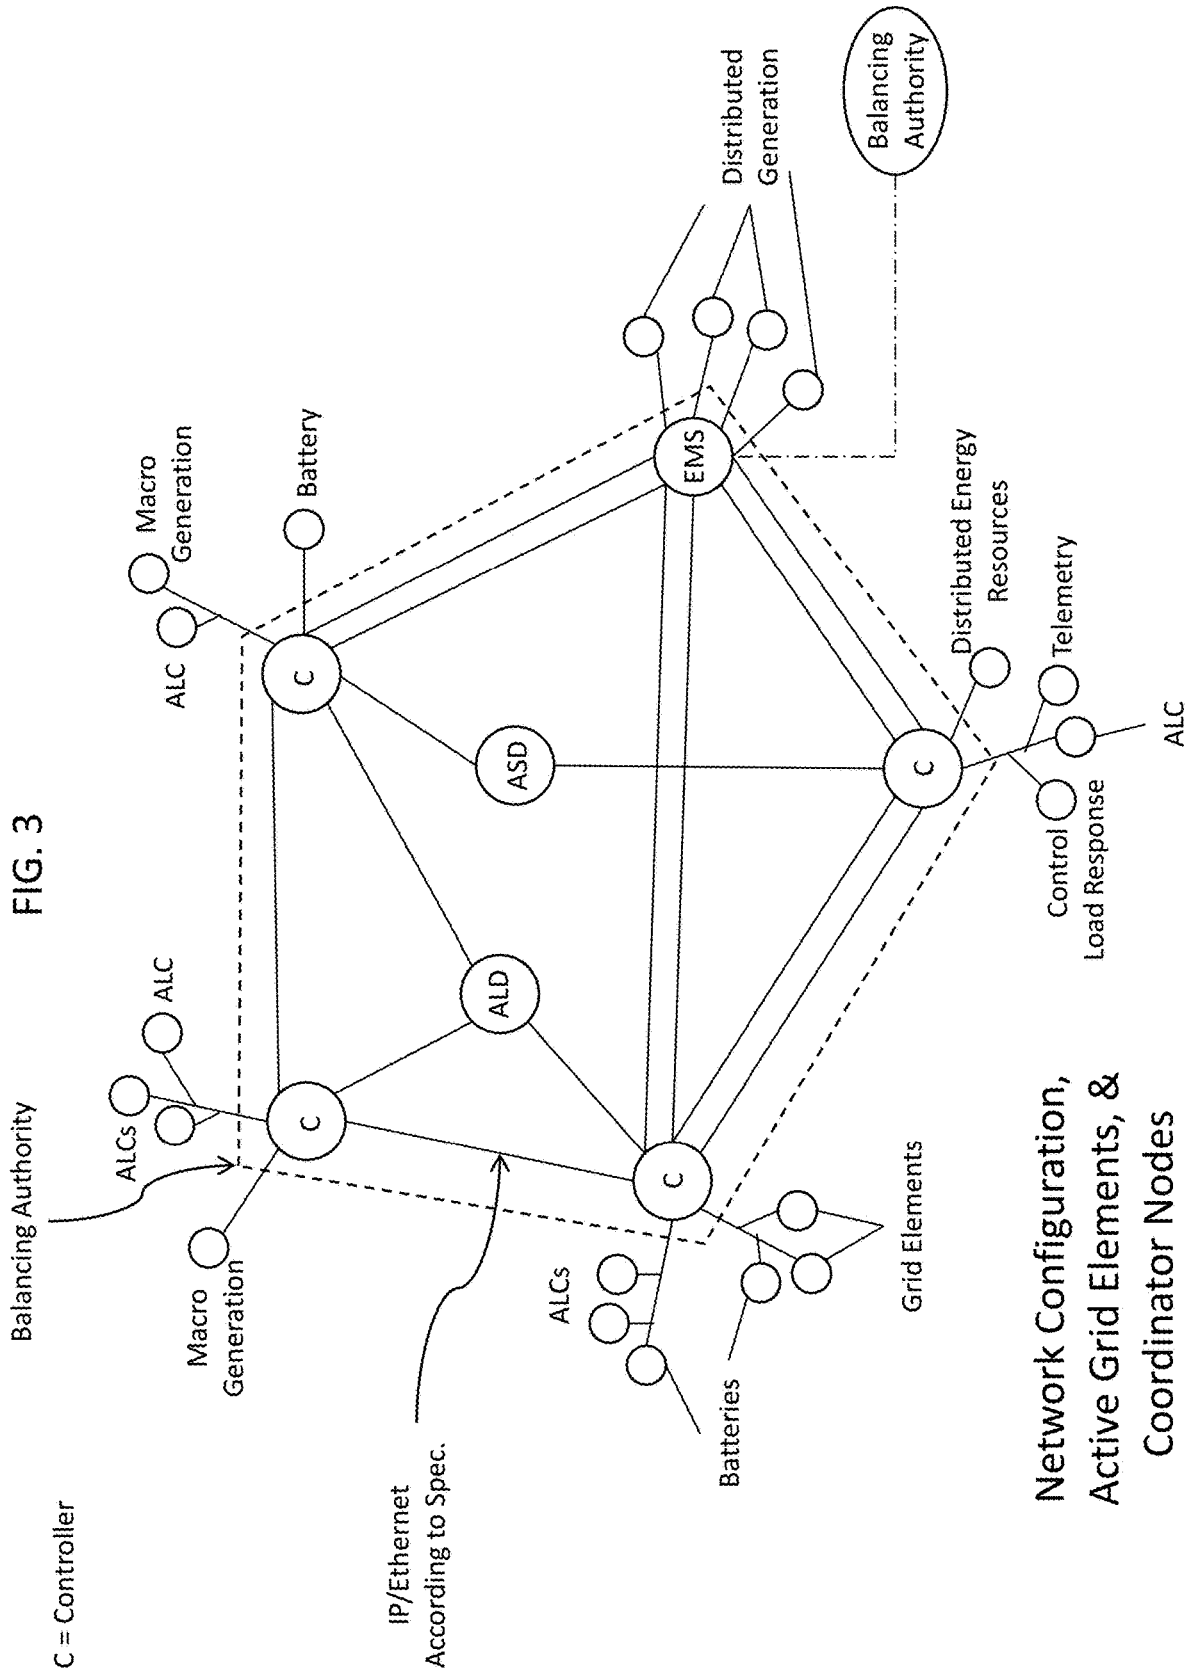 FIG. 3
C = Controller
Balancing Authority
IP/Ethernet
According to Spec.
Macro
Generation
ALCs
ALC
ALC
Macro
Generation
Battery
C
C
ALD
ASD
EMS
C
C
Distributed
Generation
Balancing
Authority
ALCs
Batteries
Grid Elements
Control
Load Response
Distributed Energy
Resources
Telemetry
ALC
Network Configuration,
Active Grid Elements, &
Coordinator Nodes